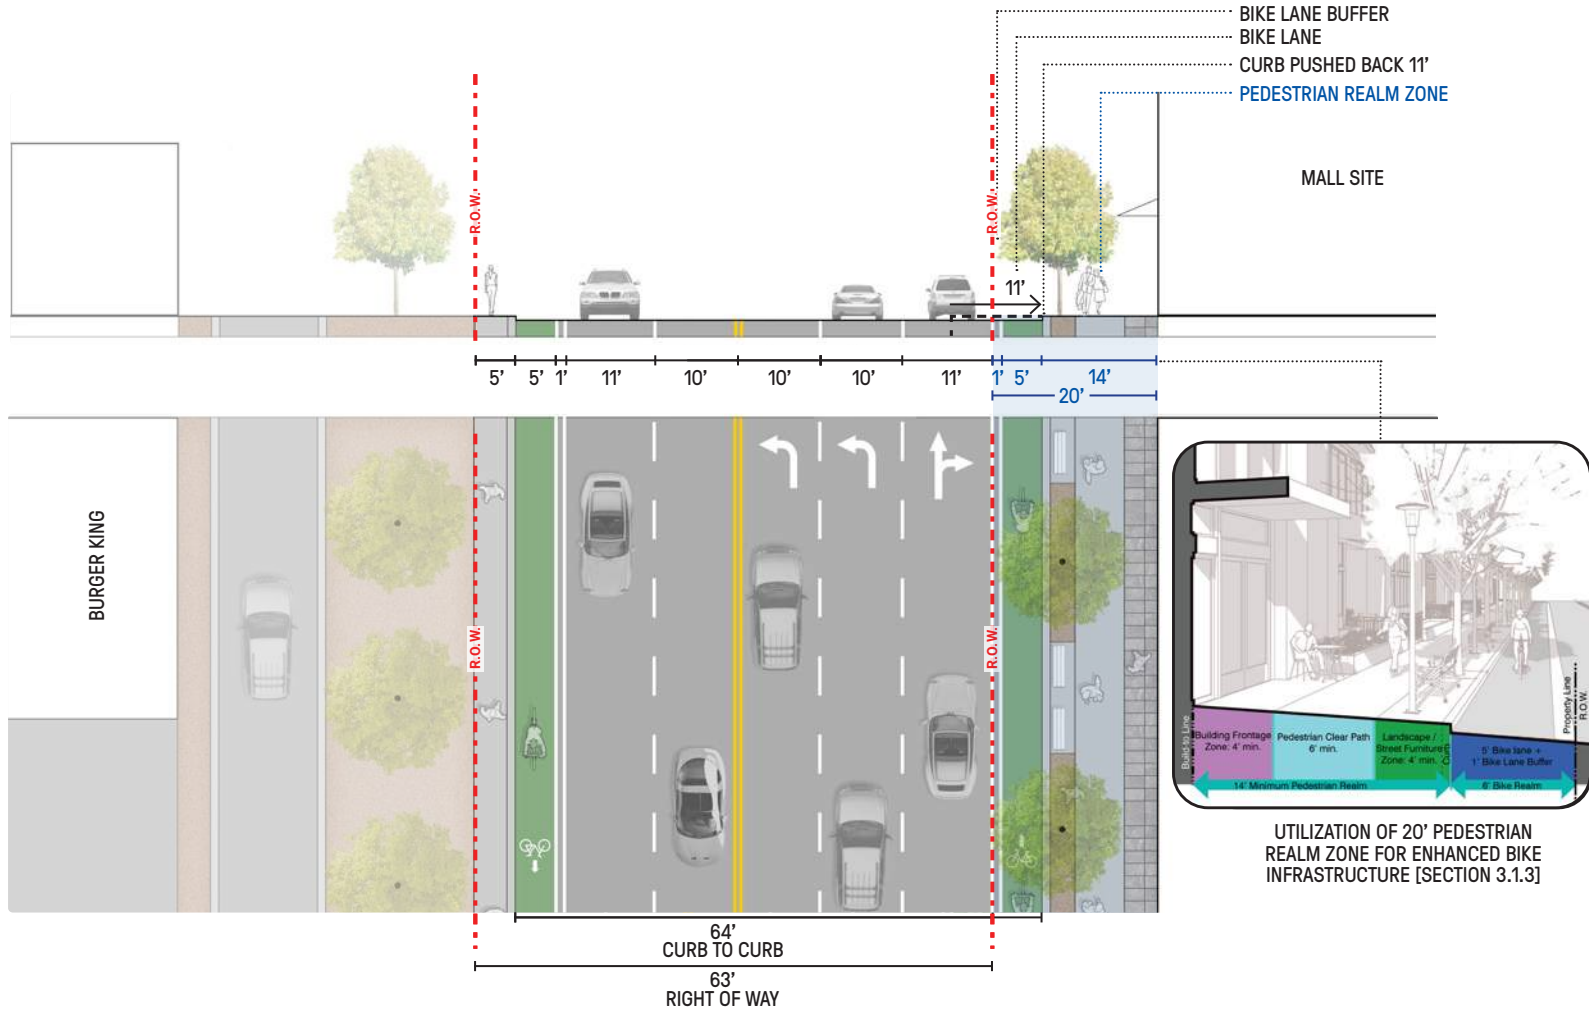 BIKE LANE BUFFER
BIKE LANE
CURB PUSHED BACK 11’
PEDESTRIAN REALM ZONE
MALL SITE
R.O.W.
R.O.W.
11’
5’ 5’ 1’ 11’ 10’ 10’ 10’ 11’ 1’ 5’ 14’
20’
BURGER KING
R.O.W.
R.O.W.
Build-to Line
Building Frontage
Zone: 4' min.
Pedestrian Clear Path
6' min.
Landscape /
Street Furniture
Zone: 4' min.
Curb
5' Bike lane +
1' Bike Lane Buffer
Property Line
R.O.W.
14' Minimum Pedestrian Realm
6' Bike Realm
UTILIZATION OF 20’ PEDESTRIAN
REALM ZONE FOR ENHANCED BIKE
INFRASTRUCTURE [SECTION 3.1.3]
64’
CURB TO CURB
63’
RIGHT OF WAY